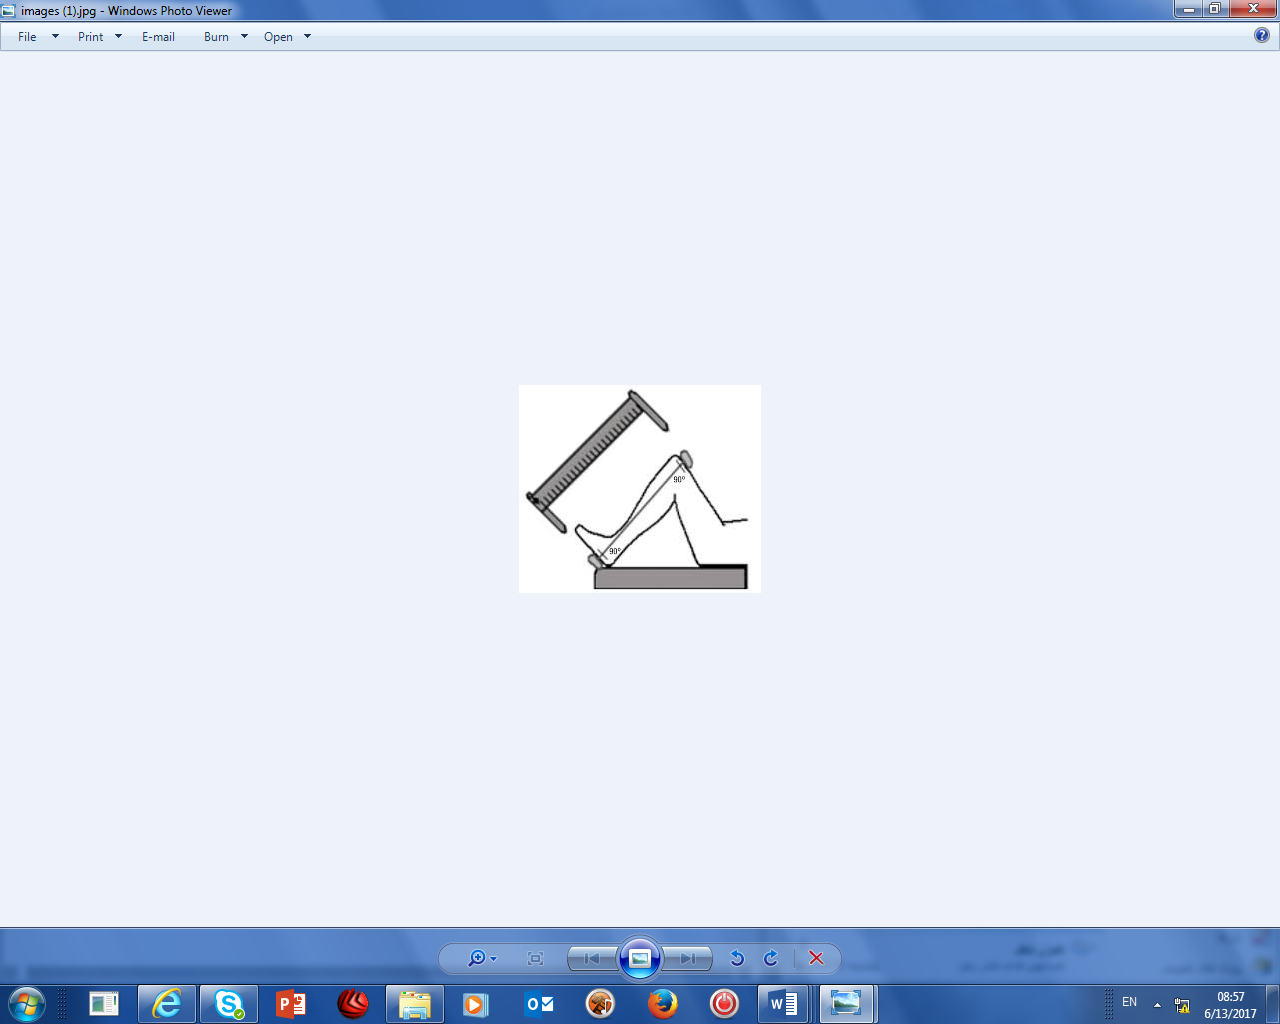 images (1).jpg - Windows Photo Viewer
File Print E-mail Burn Open
90°
90°
EN
08:57
6/13/2017